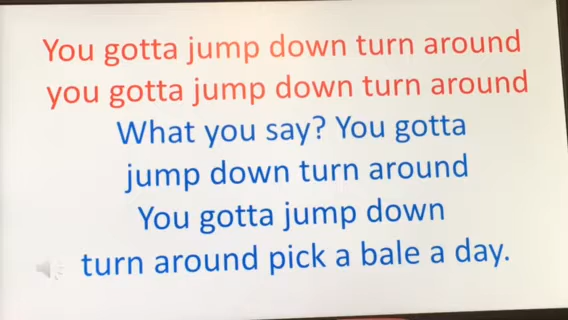 You gotta jump down turn around
you gotta jump down turn around
What you say? You gotta
jump down turn around
You gotta jump down
turn around pick a bale a day.